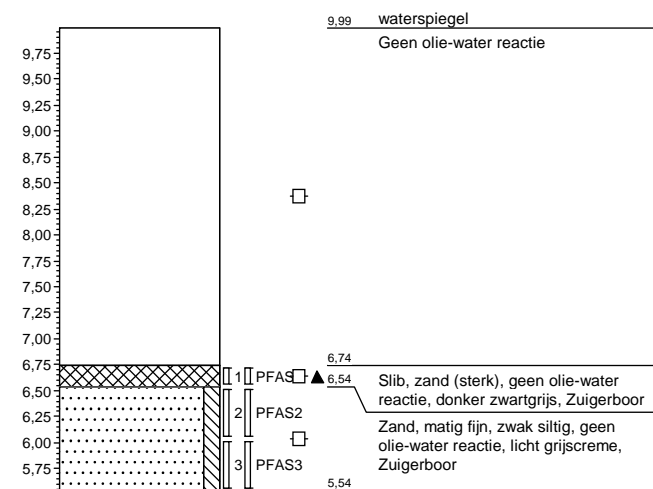 9,99 waterspiegel
Geen olie-water reactie
9,75
9,50
9,25
9,00
8,75
8,50
8,25
8,00
7,75
7,50
7,25
7,00
6,75
6,50
6,25
6,00
5,75
6,74
1 PFAS
6,54
Slib, zand (sterk), geen olie-water
reactie, donker zwartgrijs, Zuigerboor
2 PFAS2
Zand, matig fijn, zwak siltig, geen
olie-water reactie, licht grijscreme,
Zuigerboor
3 PFAS3
5,54